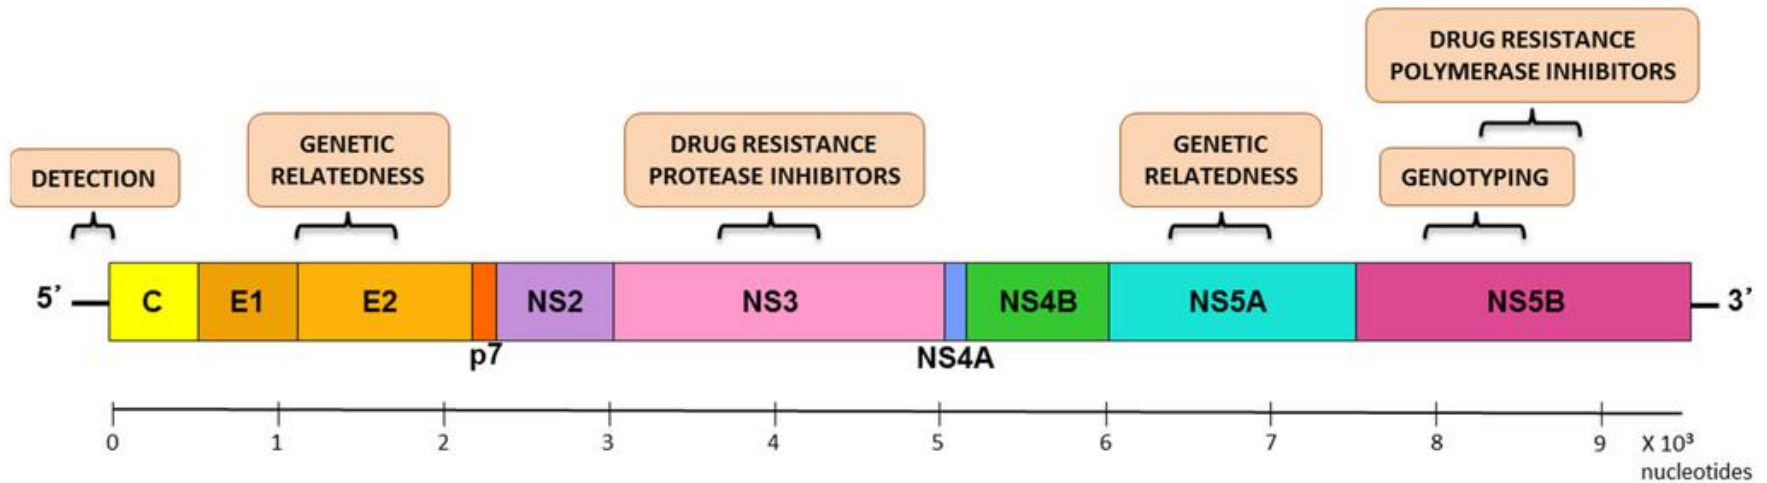 DRUG RESISTANCE
POLYMERASE INHIBITORS
DETECTION
GENETIC
RELATEDNESS
DRUG RESISTANCE
PROTEASE INHIBITORS
GENETIC
RELATEDNESS
GENOTYPING
5’ C E1 E2 NS2 NS3 NS4B NS5A NS5B 3’
p7 NS4A
0 1 2 3 4 5 6 7 8 9 X 10³
nucleotides